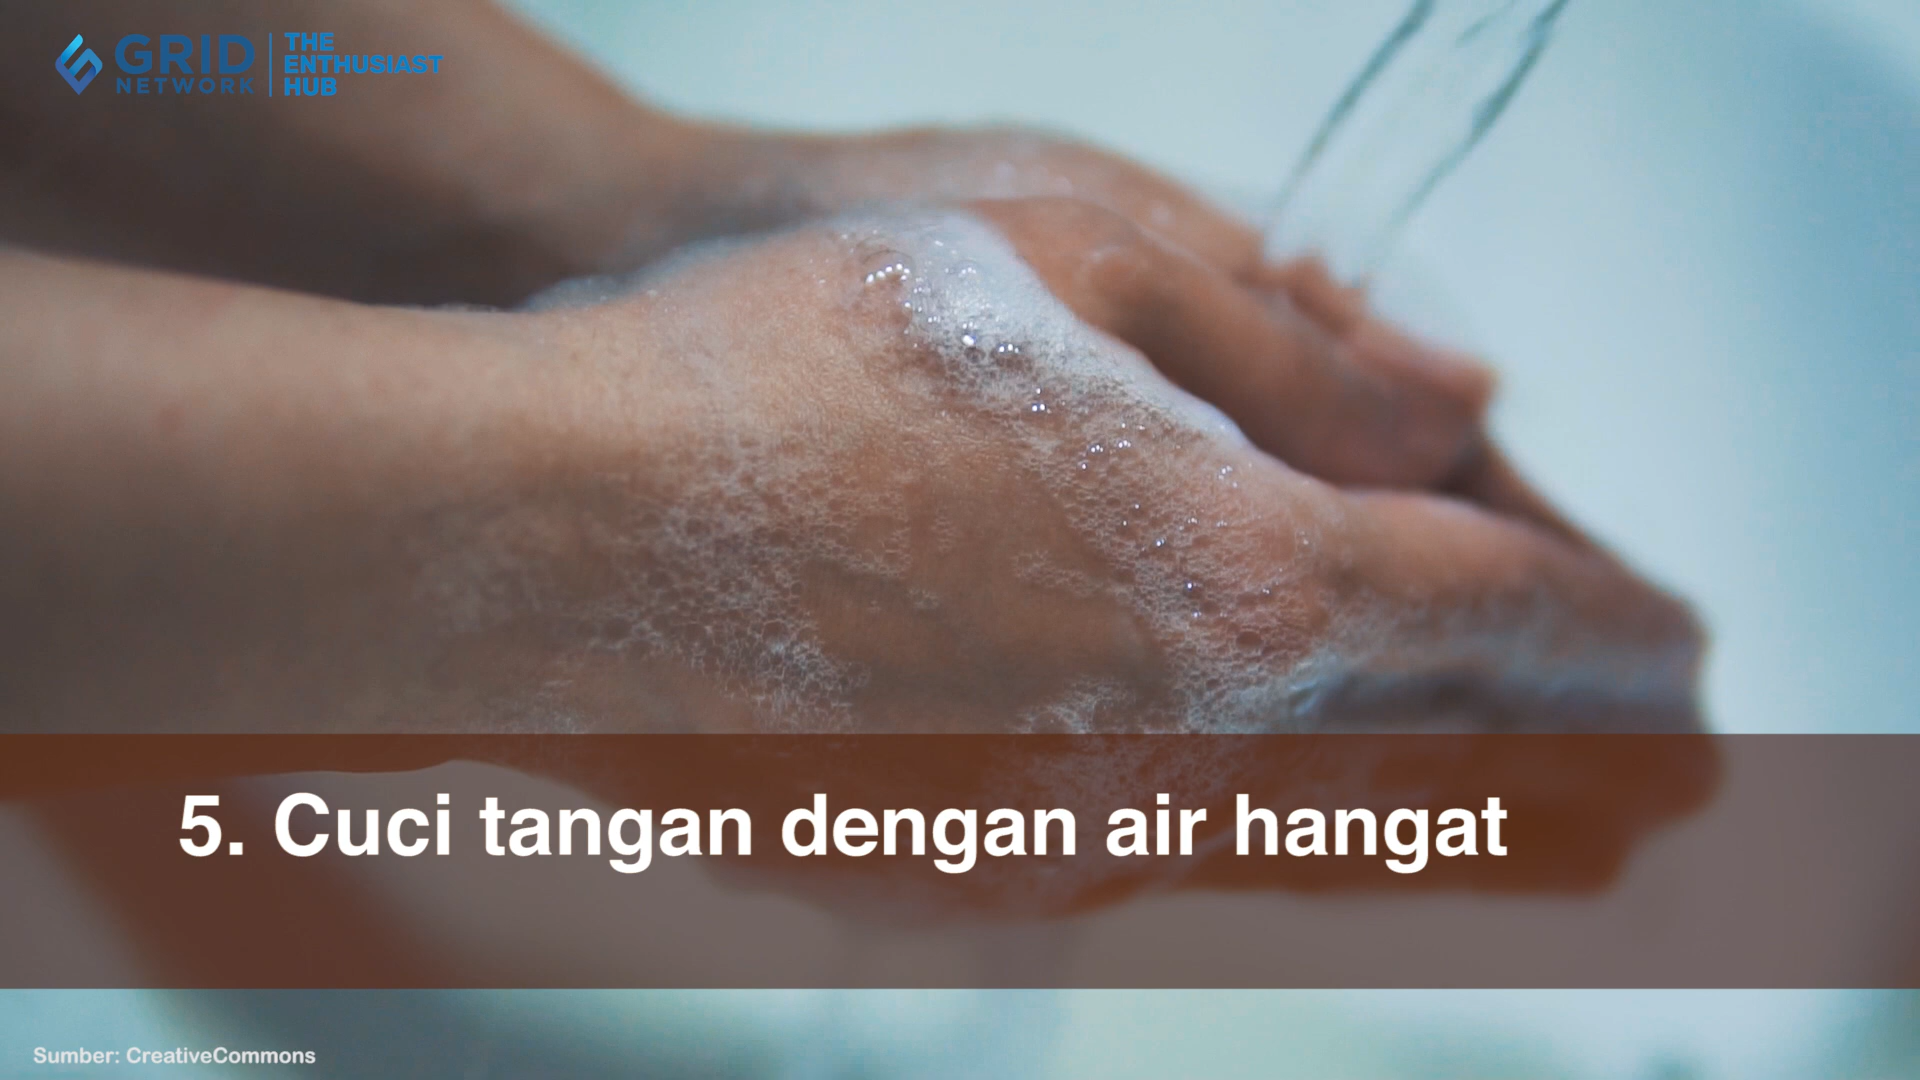 GRID
NETWORK
THE
ENTHUSIAST
HUB
5. Cuci tangan dengan air hangat
Sumber: CreativeCommons